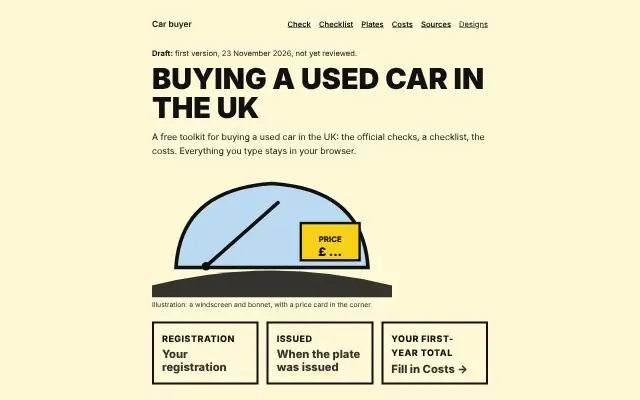 Car buyer
Check Checklist Plates Costs Sources Designs
Draft: first version, 23 November 2026, not yet reviewed.
BUYING A USED CAR IN
THE UK
A free toolkit for buying a used car in the UK: the official checks, a checklist, the
costs. Everything you type stays in your browser.
PRICE
£ ...
Illustration: a windscreen and bonnet, with a price card in the corner.
REGISTRATION
Your
registration
ISSUED
When the plate
was issued
YOUR FIRST-
YEAR TOTAL
Fill in Costs →